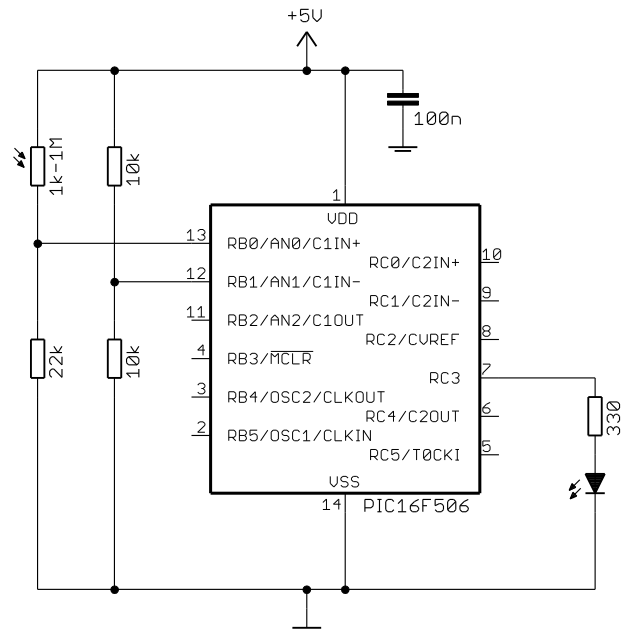 +5V
100n
1k-1M
10k
1
VDD
13
RB0/AN0/C1IN+
RC0/C2IN+
10
12
RB1/AN1/C1IN-
RC1/C2IN-
9
11
RB2/AN2/C1OUT
RC2/CVREF
8
22k
10k
4
RB3/MCLR
RC3
7
3
RB4/OSC2/CLKOUT
RC4/C2OUT
6
330
2
RB5/OSC1/CLKIN
RC5/T0CKI
5
VSS
14
PIC16F506